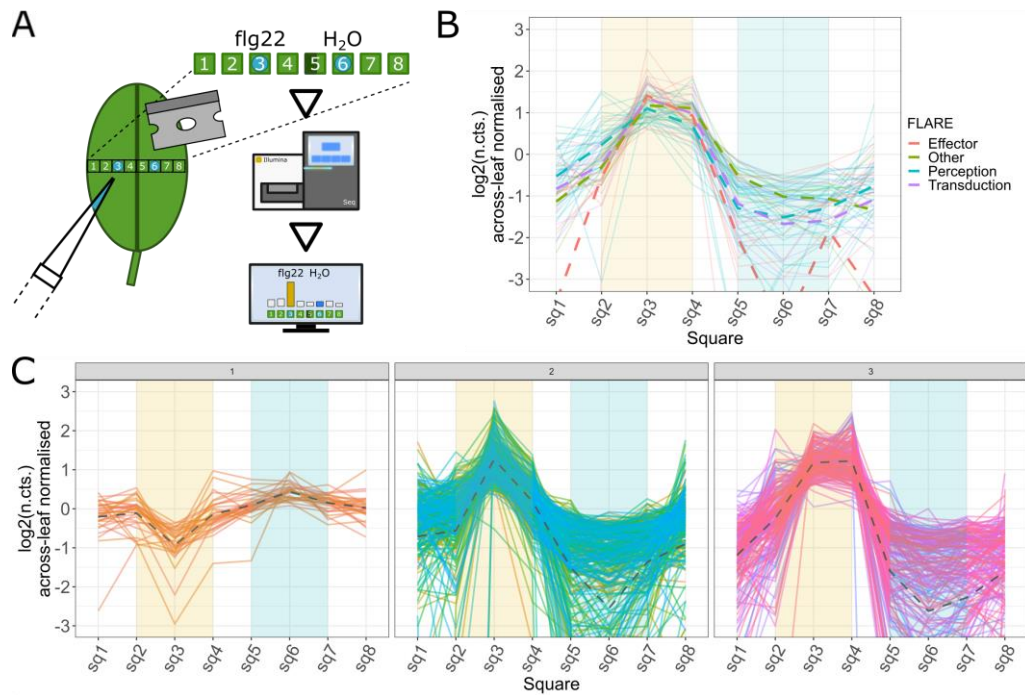 A
flg22 H₂O
1 2 3 4 5 6 7 8
1 2 3 4 5 6 7 8
Illumina
Seq
flg22 H₂O
1 2 3 4 5 6 7 8
B
log2(n.cts.)
across-leaf normalised
3
2
1
0
-1
-2
-3
sq1 sq2 sq3 sq4 sq5 sq6 sq7 sq8
Square
FLARE
Effector
Other
Perception
Transduction
C
log2(n.cts.)
across-leaf normalised
1 2 3
3
2
1
0
-1
-2
-3
sq1 sq2 sq3 sq4 sq5 sq6 sq7 sq8 sq1 sq2 sq3 sq4 sq5 sq6 sq7 sq8 sq1 sq2 sq3 sq4 sq5 sq6 sq7 sq8
Square